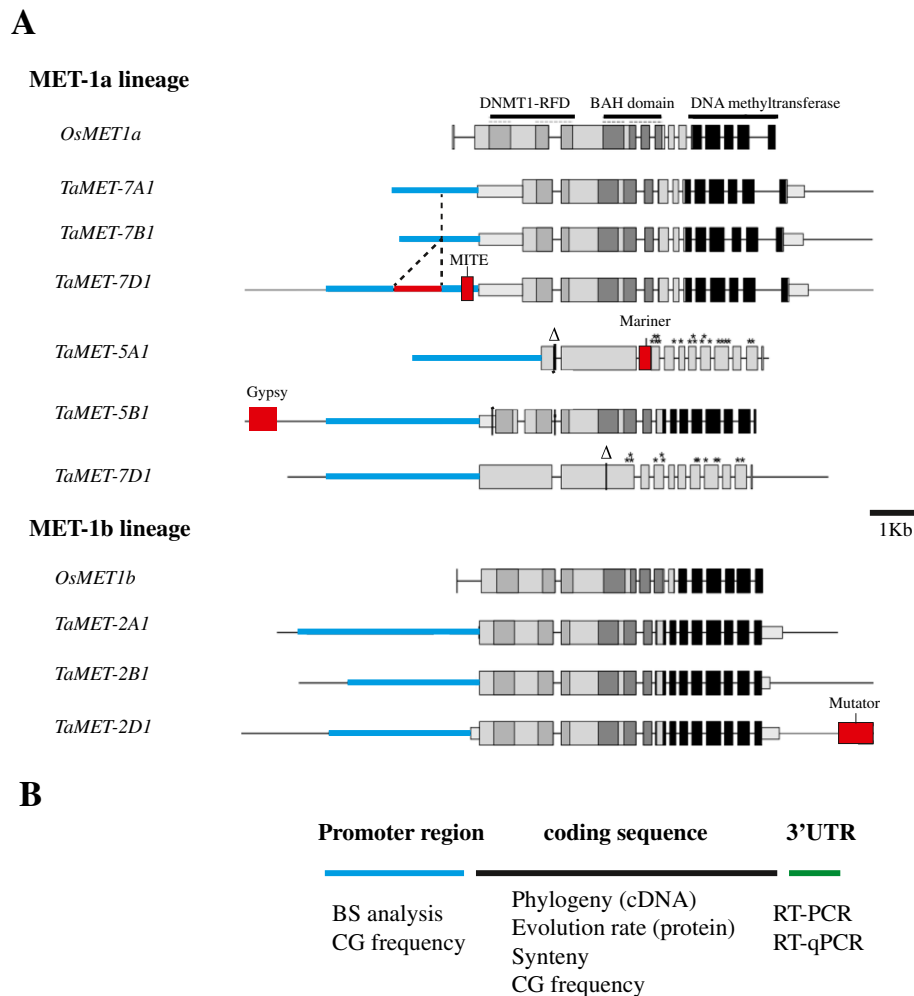 A
MET-1a lineage
DNMT1-RFD BAH domain DNA methyltransferase
OsMET1a
TaMET-7A1
TaMET-7B1
MITE
TaMET-7D1
Mariner
Δ
TaMET-5A1
** * * * ** * ** * **** **
Gypsy
TaMET-5B1
Δ
TaMET-7D1
1Kb
MET-1b lineage
OsMET1b
TaMET-2A1
TaMET-2B1
Mutator
TaMET-2D1
B
Promoter region coding sequence 3’UTR
BS analysis Phylogeny (cDNA) RT-PCR
CG frequency Evolution rate (protein) RT-qPCR
Synteny
CG frequency